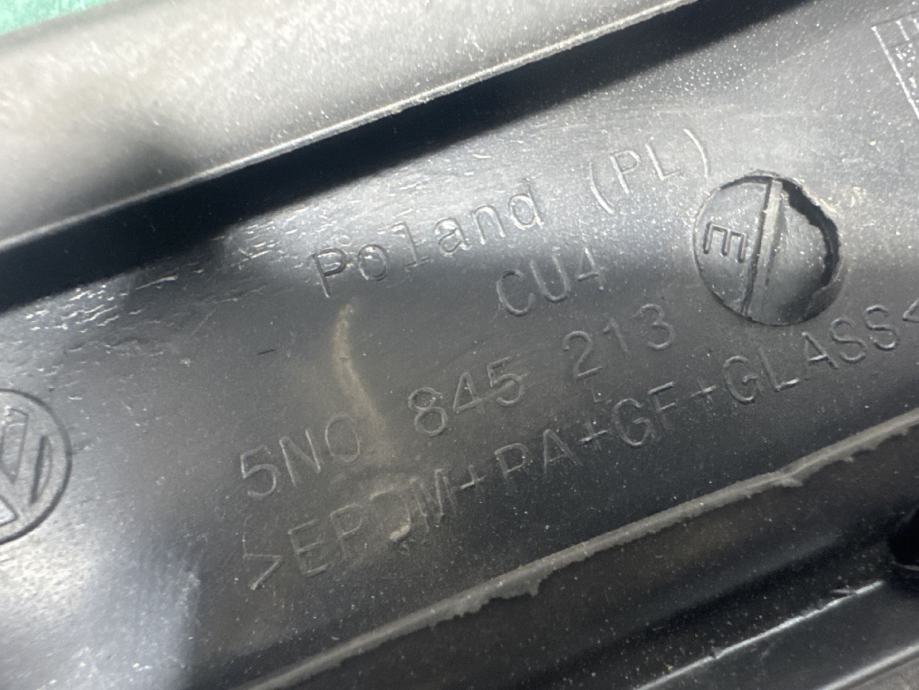 Poland (PL)
CU4
E
5N0 845 213
>EPDM+PA+GF+GLASS<